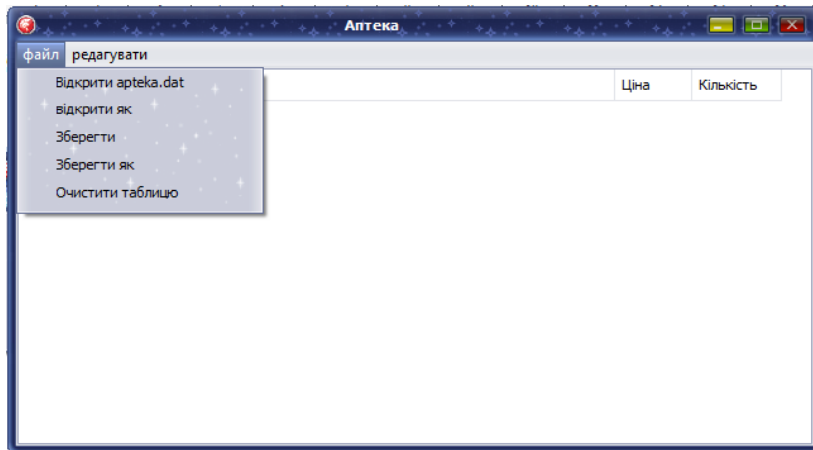 Аптека
файл редагувати
Відкрити apteka.dat
відкрити як
Зберегти
Зберегти як
Очистити таблицю
Ціна Кількість